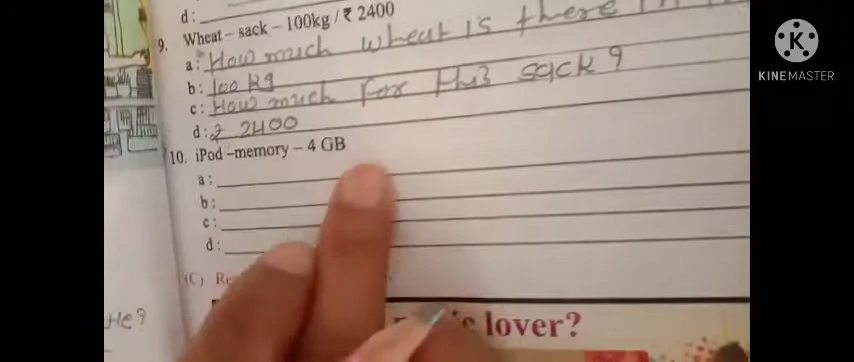 d :
9. Wheat – sack – 100kg / ₹ 2400
a : How much wheat is there
b : 100 kg
c : How much for the sack ?
d : ₹ 2400
10. iPod –memory – 4 GB
a :
b :
c :
d :
(C) Re
He?
lover?
K
KINEMASTER